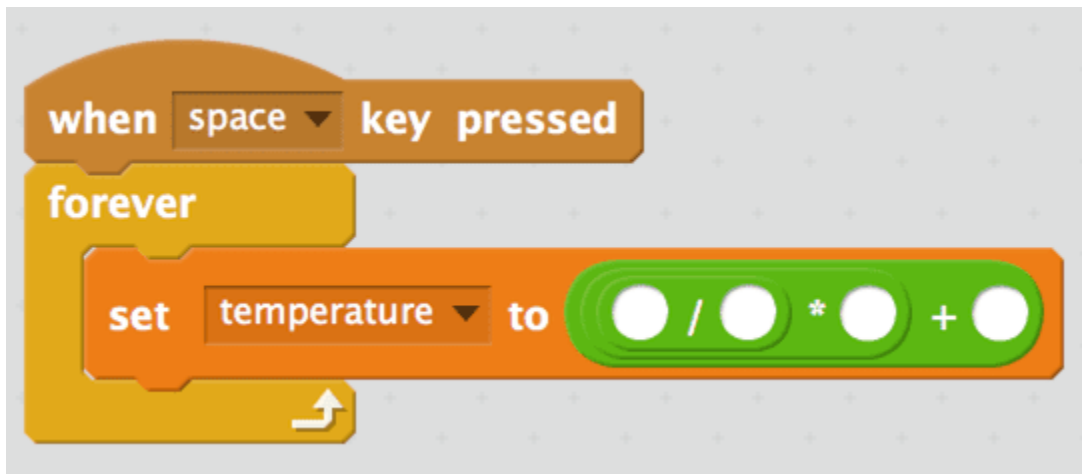 when space key pressed
forever
set temperature to / * +